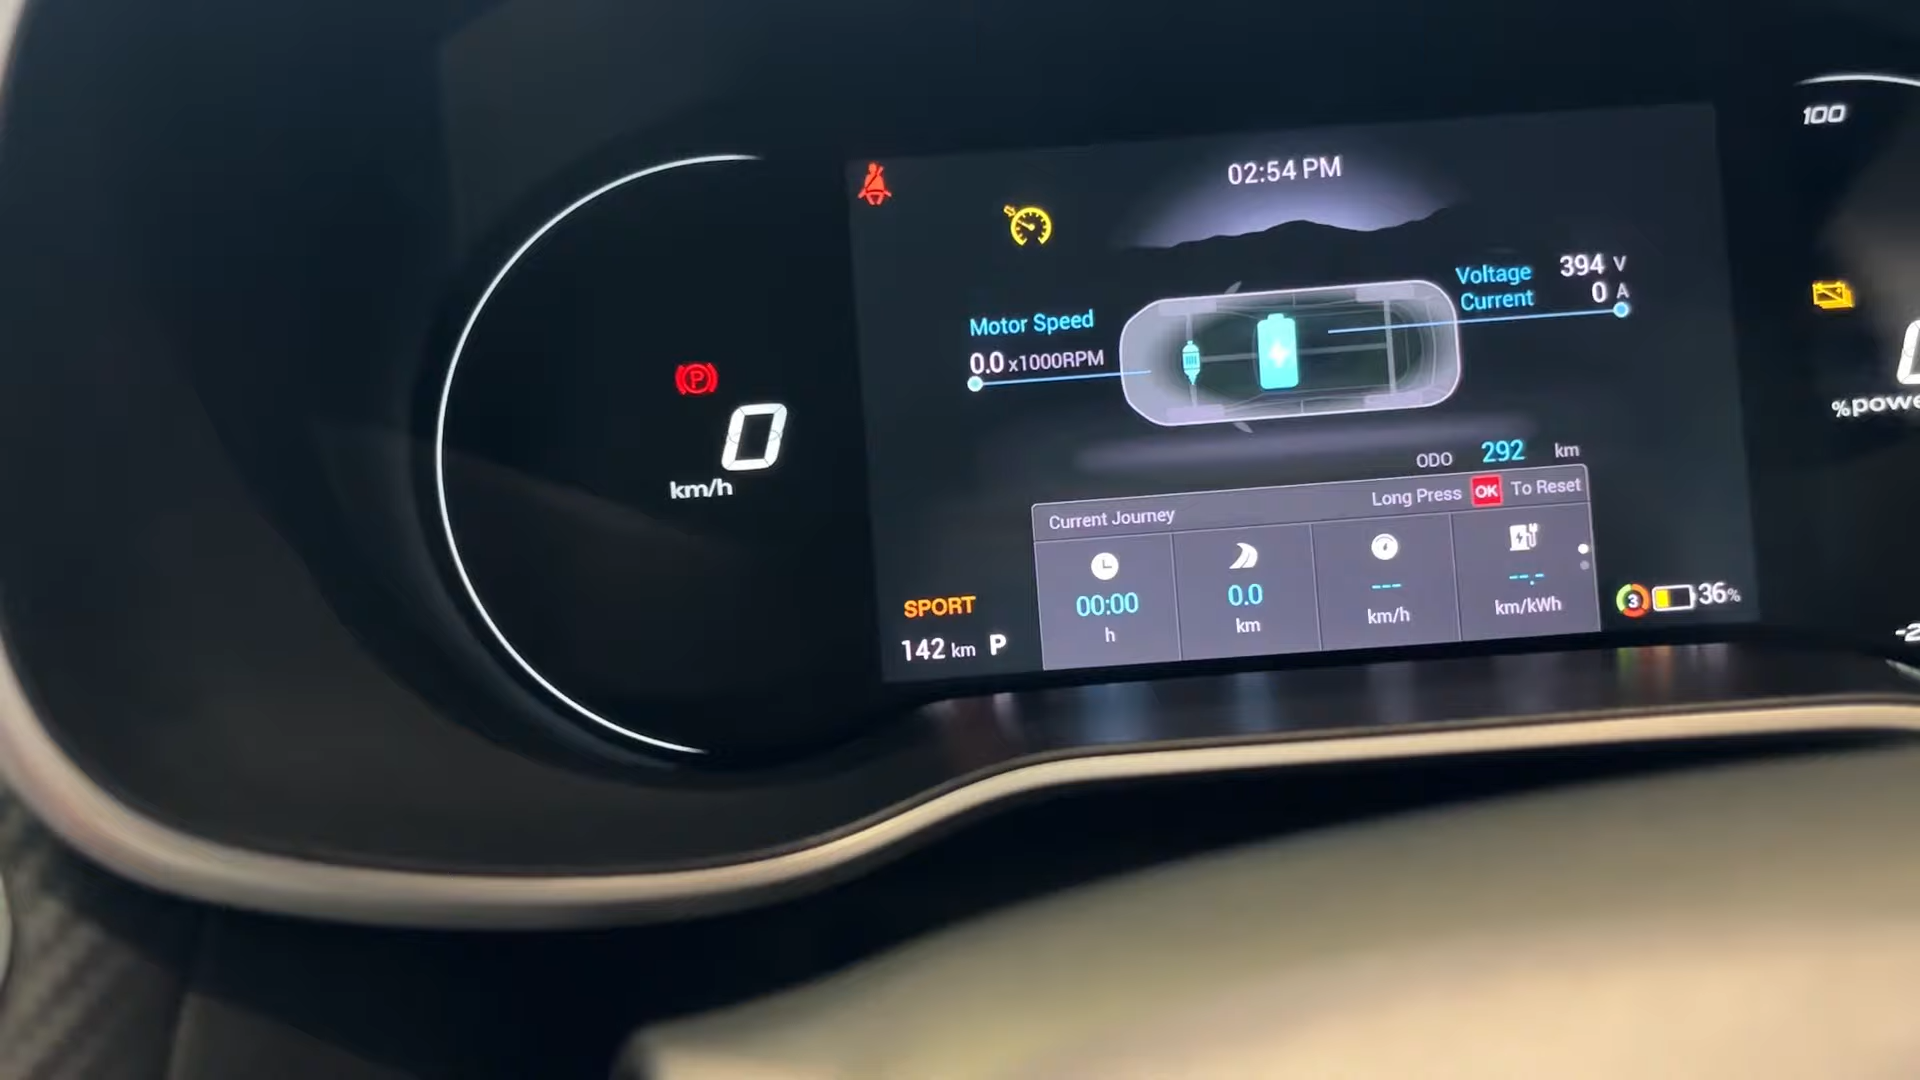 02:54 PM
100
Voltage 394 V
Current 0 A
Motor Speed
0.0 x1000RPM
P
0
km/h
ODO 292 km
Current Journey Long Press OK To Reset
00:00
h
0.0
km
---
km/h
--.-
km/kWh
SPORT
142 km P
3
36%